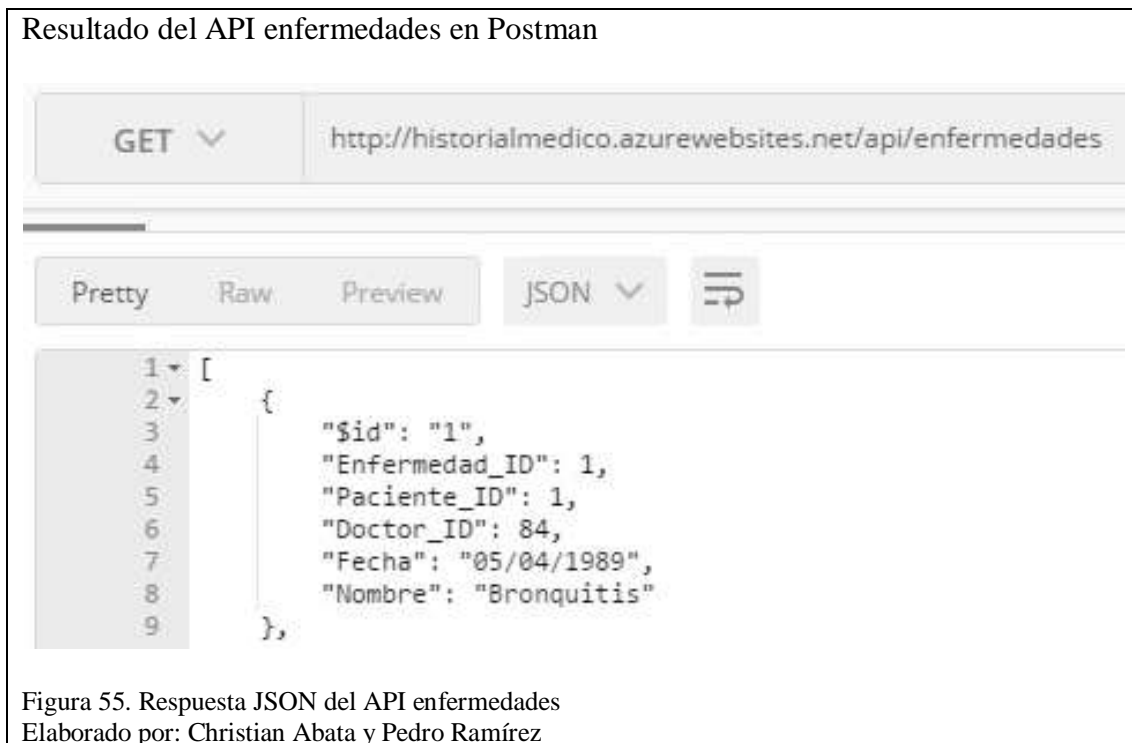 Resultado del API enfermedades en Postman
GET http://historialmedico.azurewebsites.net/api/enfermedades
Pretty Raw Preview JSON
1 [
2 {
3 "$id": "1",
4 "Enfermedad_ID": 1,
5 "Paciente_ID": 1,
6 "Doctor_ID": 84,
7 "Fecha": "05/04/1989",
8 "Nombre": "Bronquitis"
9 },
Figura 55. Respuesta JSON del API enfermedades
Elaborado por: Christian Abata y Pedro Ramírez